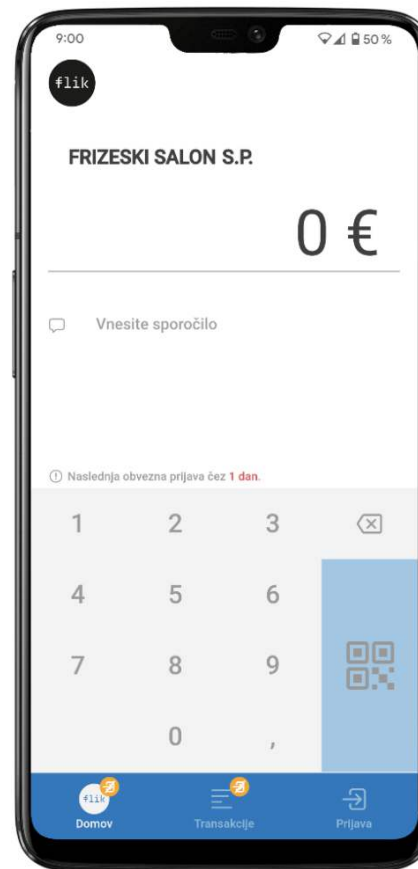 9:00
50 %
flik
FRIZESKI SALON S.P.
0 €
Vnesite sporočilo
Naslednja obvezna prijava čez 1 dan.
1 2 3
4 5 6
7 8 9
0 ,
flik
Domov Transakcije Prijava